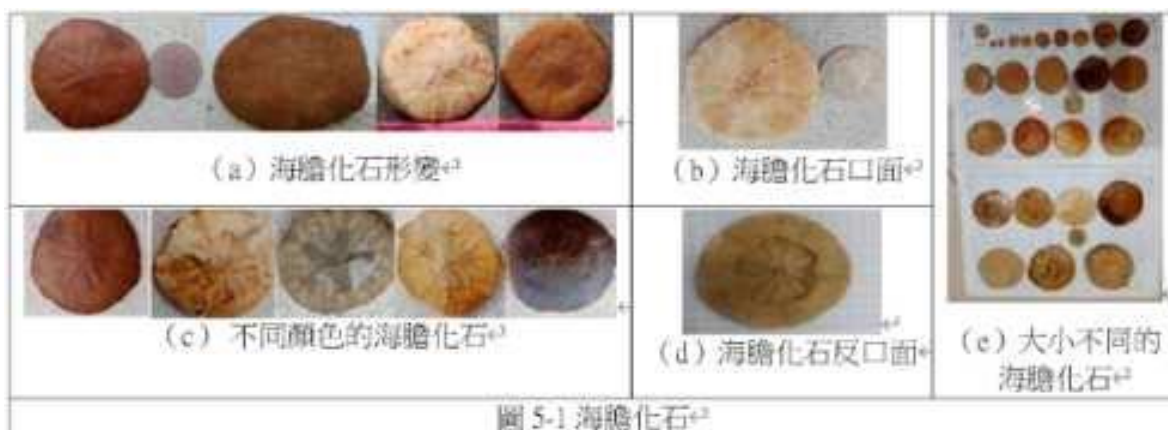 (a)海膽化石形變
(b)海膽化石口面
(c) 不同顏色的海膽化石
(d)海膽化石反口面
(e)大小不同的
海膽化石
圖 5-1 海膽化石